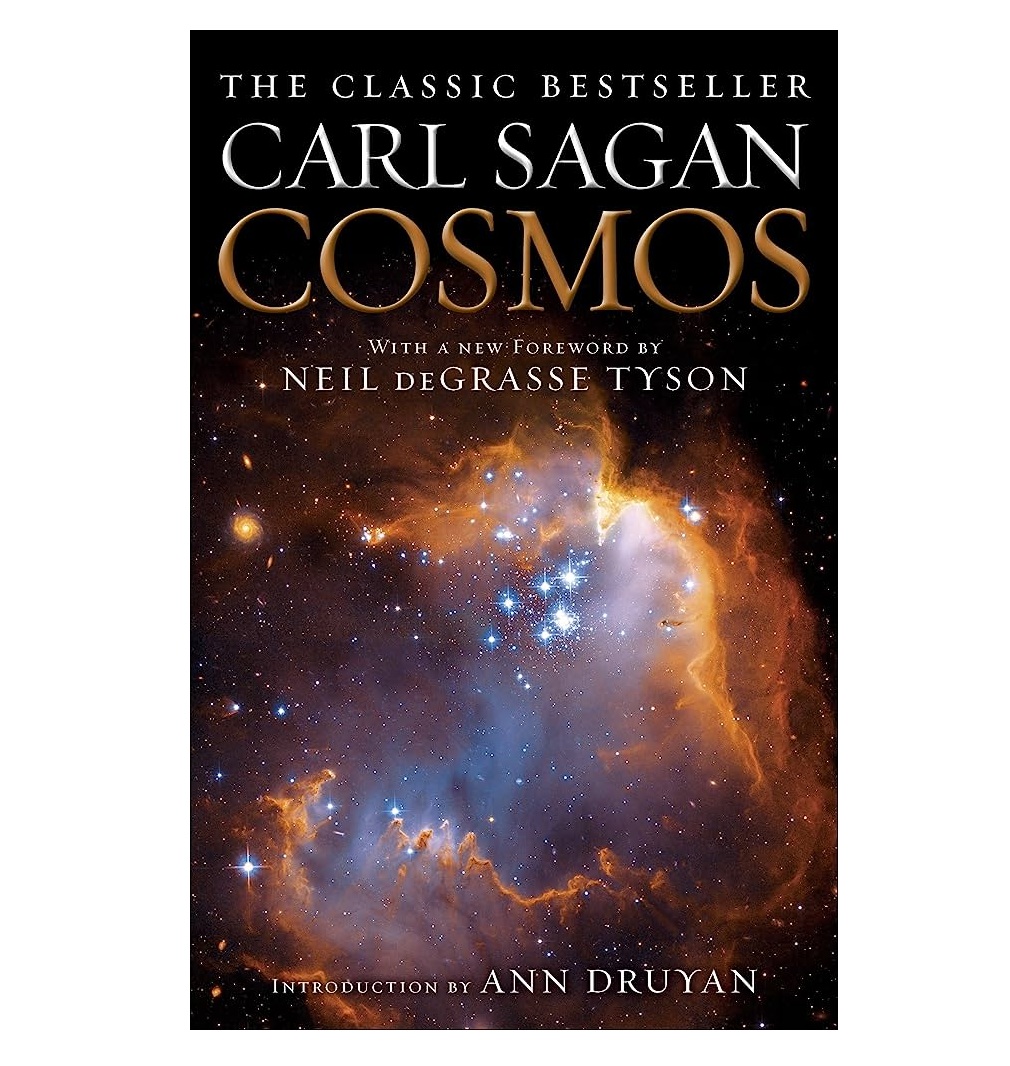 THE CLASSIC BESTSELLER
CARL SAGAN
COSMOS
WITH A NEW FOREWORD BY
NEIL DEGRASSE TYSON
INTRODUCTION BY ANN DRUYAN